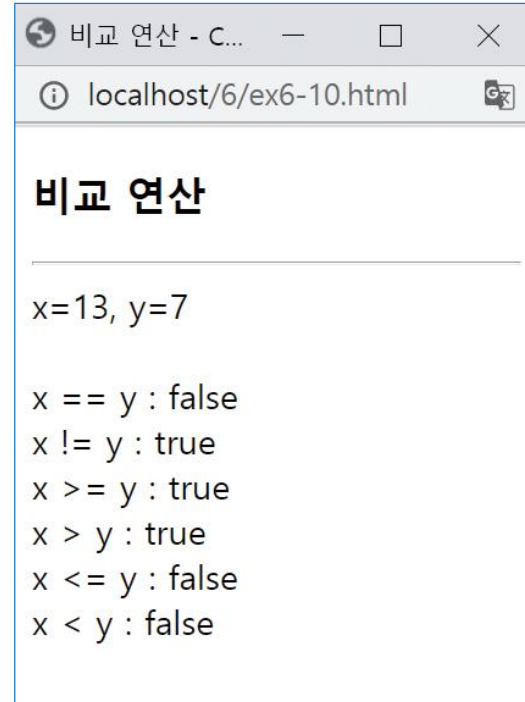 비교 연산 - C...
localhost/6/ex6-10.html
비교 연산
x=13, y=7
x == y : false
x != y : true
x >= y : true
x > y : true
x <= y : false
x < y : false